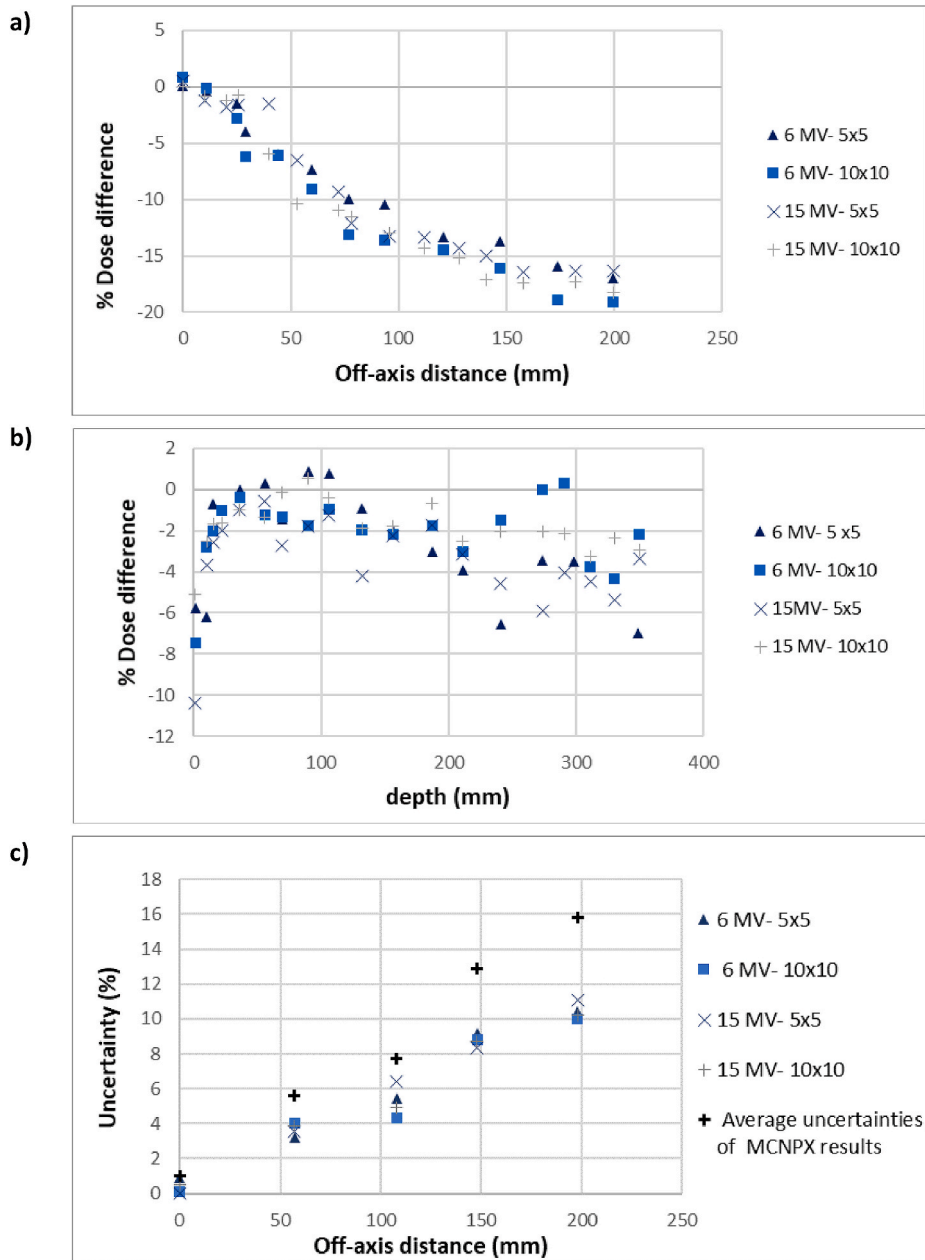 a)
5
0
-5
-10
-15
-20
% Dose difference
0 50 100 150 200 250
Off-axis distance (mm)
6 MV- 5x5
6 MV- 10x10
15 MV- 5x5
15 MV- 10x10
b)
2
0
-2
-4
-6
-8
-10
-12
% Dose difference
0 100 200 300 400
depth (mm)
6 MV- 5 x5
6 MV- 10x10
15MV- 5x5
15 MV- 10x10
c)
18
16
14
12
10
8
6
4
2
0
Uncertainty (%)
0 50 100 150 200 250
Off-axis distance (mm)
6 MV- 5x5
6 MV- 10x10
15 MV- 5x5
15 MV- 10x10
Average uncertainties
of MCNPX results